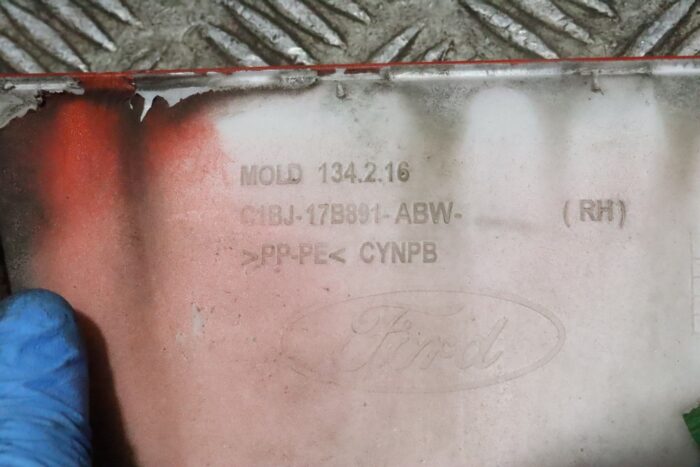 MOLD 134.2.16
C1BJ-17B891-ABW- (RH)
>PP-PE< CYNPB
Ford